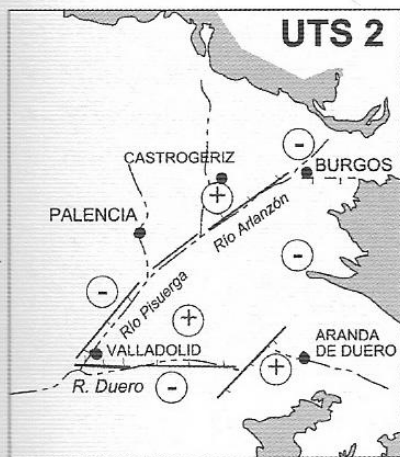 UTS 2
-
CASTROGERIZ
+
BURGOS
PALENCIA
Río Arlanzón
-
-
Río Pisuerga
+
VALLADOLID
ARANDA
DE DUERO
+
R. Duero
-